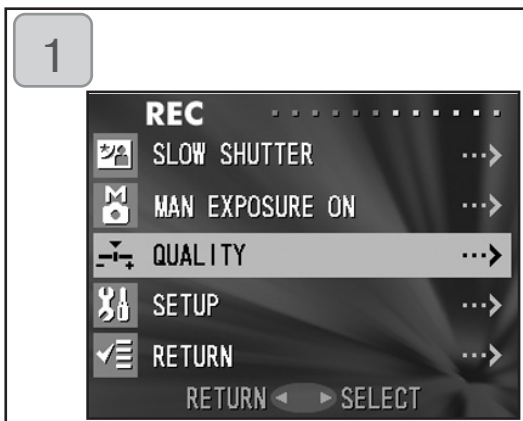 1
REC
SLOW SHUTTER
MAN EXPOSURE ON
QUALITY
SETUP
RETURN
RETURN SELECT